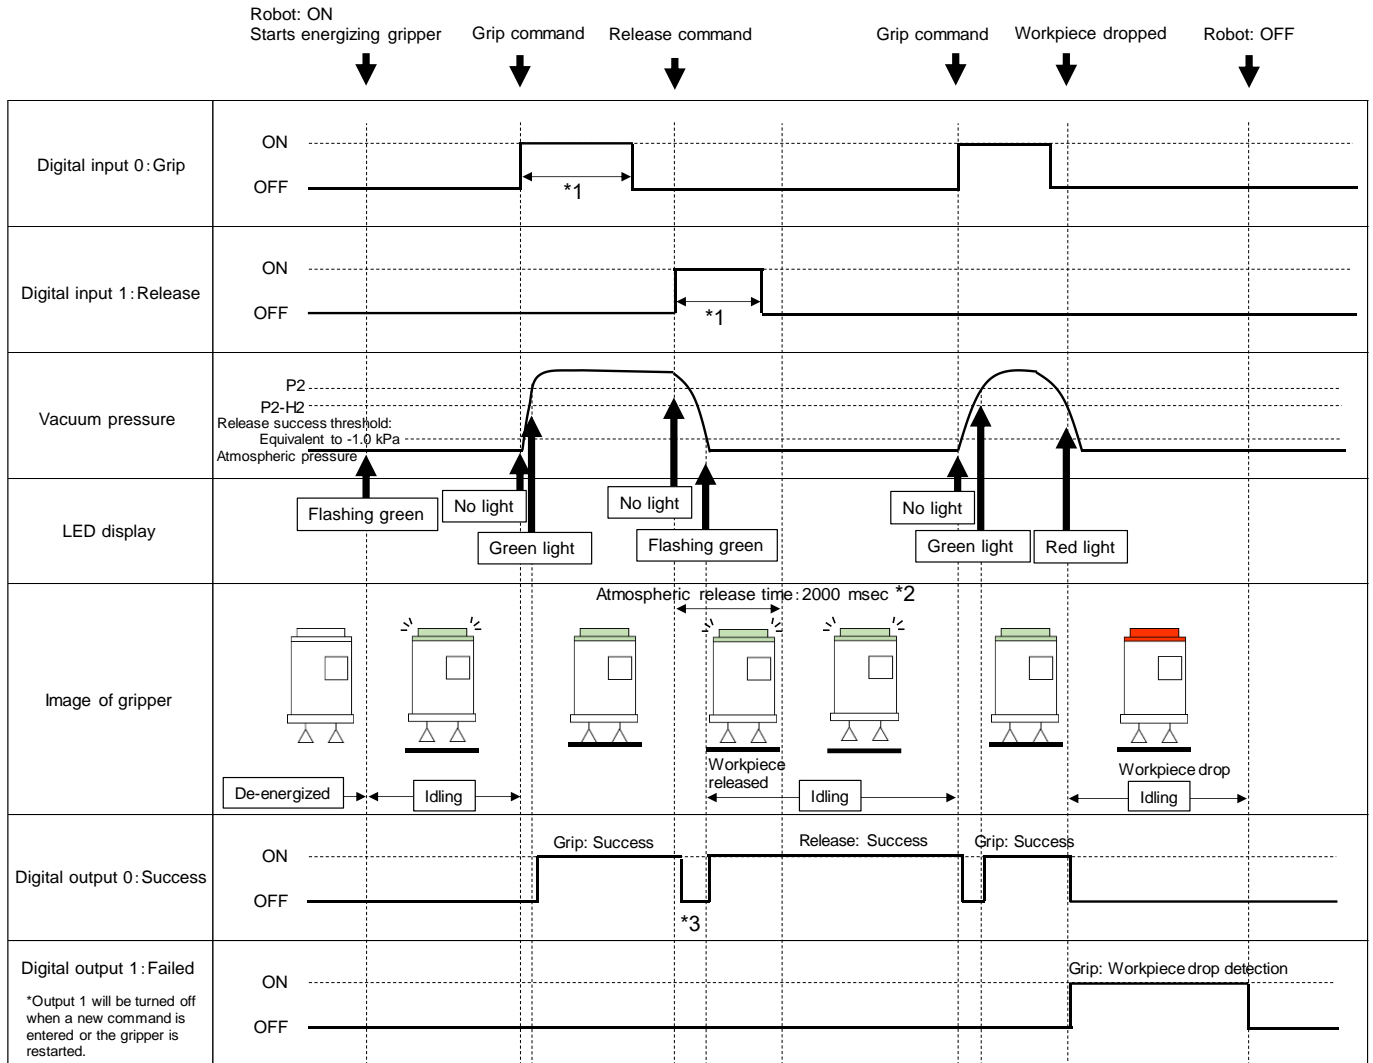 Robot: ON
Starts energizing gripper
Grip command
Release command
Grip command
Workpiece dropped
Robot: OFF
Digital input 0:Grip
ON
OFF
*1
Digital input 1:Release
ON
OFF
*1
Vacuum pressure
P2
P2-H2
Release success threshold:
Equivalent to -1.0 kPa
Atmospheric pressure
LED display
Flashing green
No light
Green light
No light
Flashing green
No light
Green light
Red light
Image of gripper
Atmospheric release time:2000 msec *2
Workpiece
released
Workpiece drop
De-energized
Idling
Idling
Idling
Digital output 0:Success
ON
OFF
Grip: Success
*3
Release: Success
Grip: Success
Digital output 1:Failed
*Output 1 will be turned off
when a new command is
entered or the gripper is
restarted.
ON
OFF
Grip: Workpiece drop detection